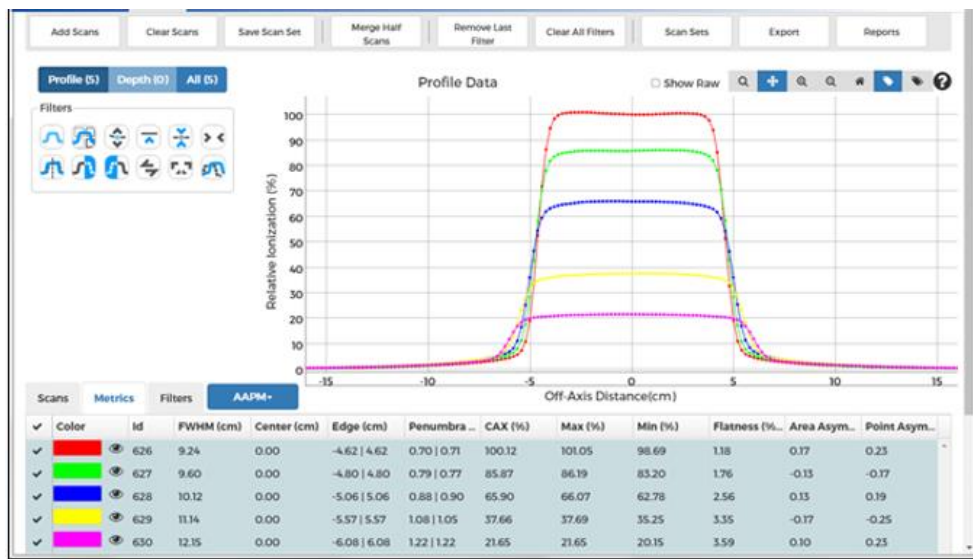 Add Scans Clear Scans Save Scan Set Merge Half Scans Remove Last Filter Clear All Filters Scan Sets Export Reports
Profile (5) Depth (0) All (5)
Profile Data
Show Raw
Filters
100
90
80
70
60
50
40
30
20
10
0
Relative Ionization (%)
-15 -10 -5 0 5 10 15
Off-Axis Distance(cm)
Scans Metrics Filters AAPM
Color Id FWHM (cm) Center (cm) Edge (cm) Penumbra ... CAX (%) Max (%) Min (%) Flatness (%... Area Asym... Point Asym...
626 9.24 0.00 -4.62 | 4.62 0.70 | 0.71 100.12 101.05 98.69 1.18 0.17 0.23
627 9.60 0.00 -4.80 | 4.80 0.79 | 0.77 85.87 86.19 83.20 1.76 -0.13 -0.17
628 10.12 0.00 -5.06 | 5.06 0.88 | 0.90 65.90 66.07 62.78 2.56 0.13 0.19
629 11.14 0.00 -5.57 | 5.57 1.08 | 1.05 37.66 37.69 35.25 3.35 -0.17 -0.25
630 12.15 0.00 -6.08 | 6.08 1.22 | 1.22 21.65 21.65 20.15 3.59 0.10 0.23